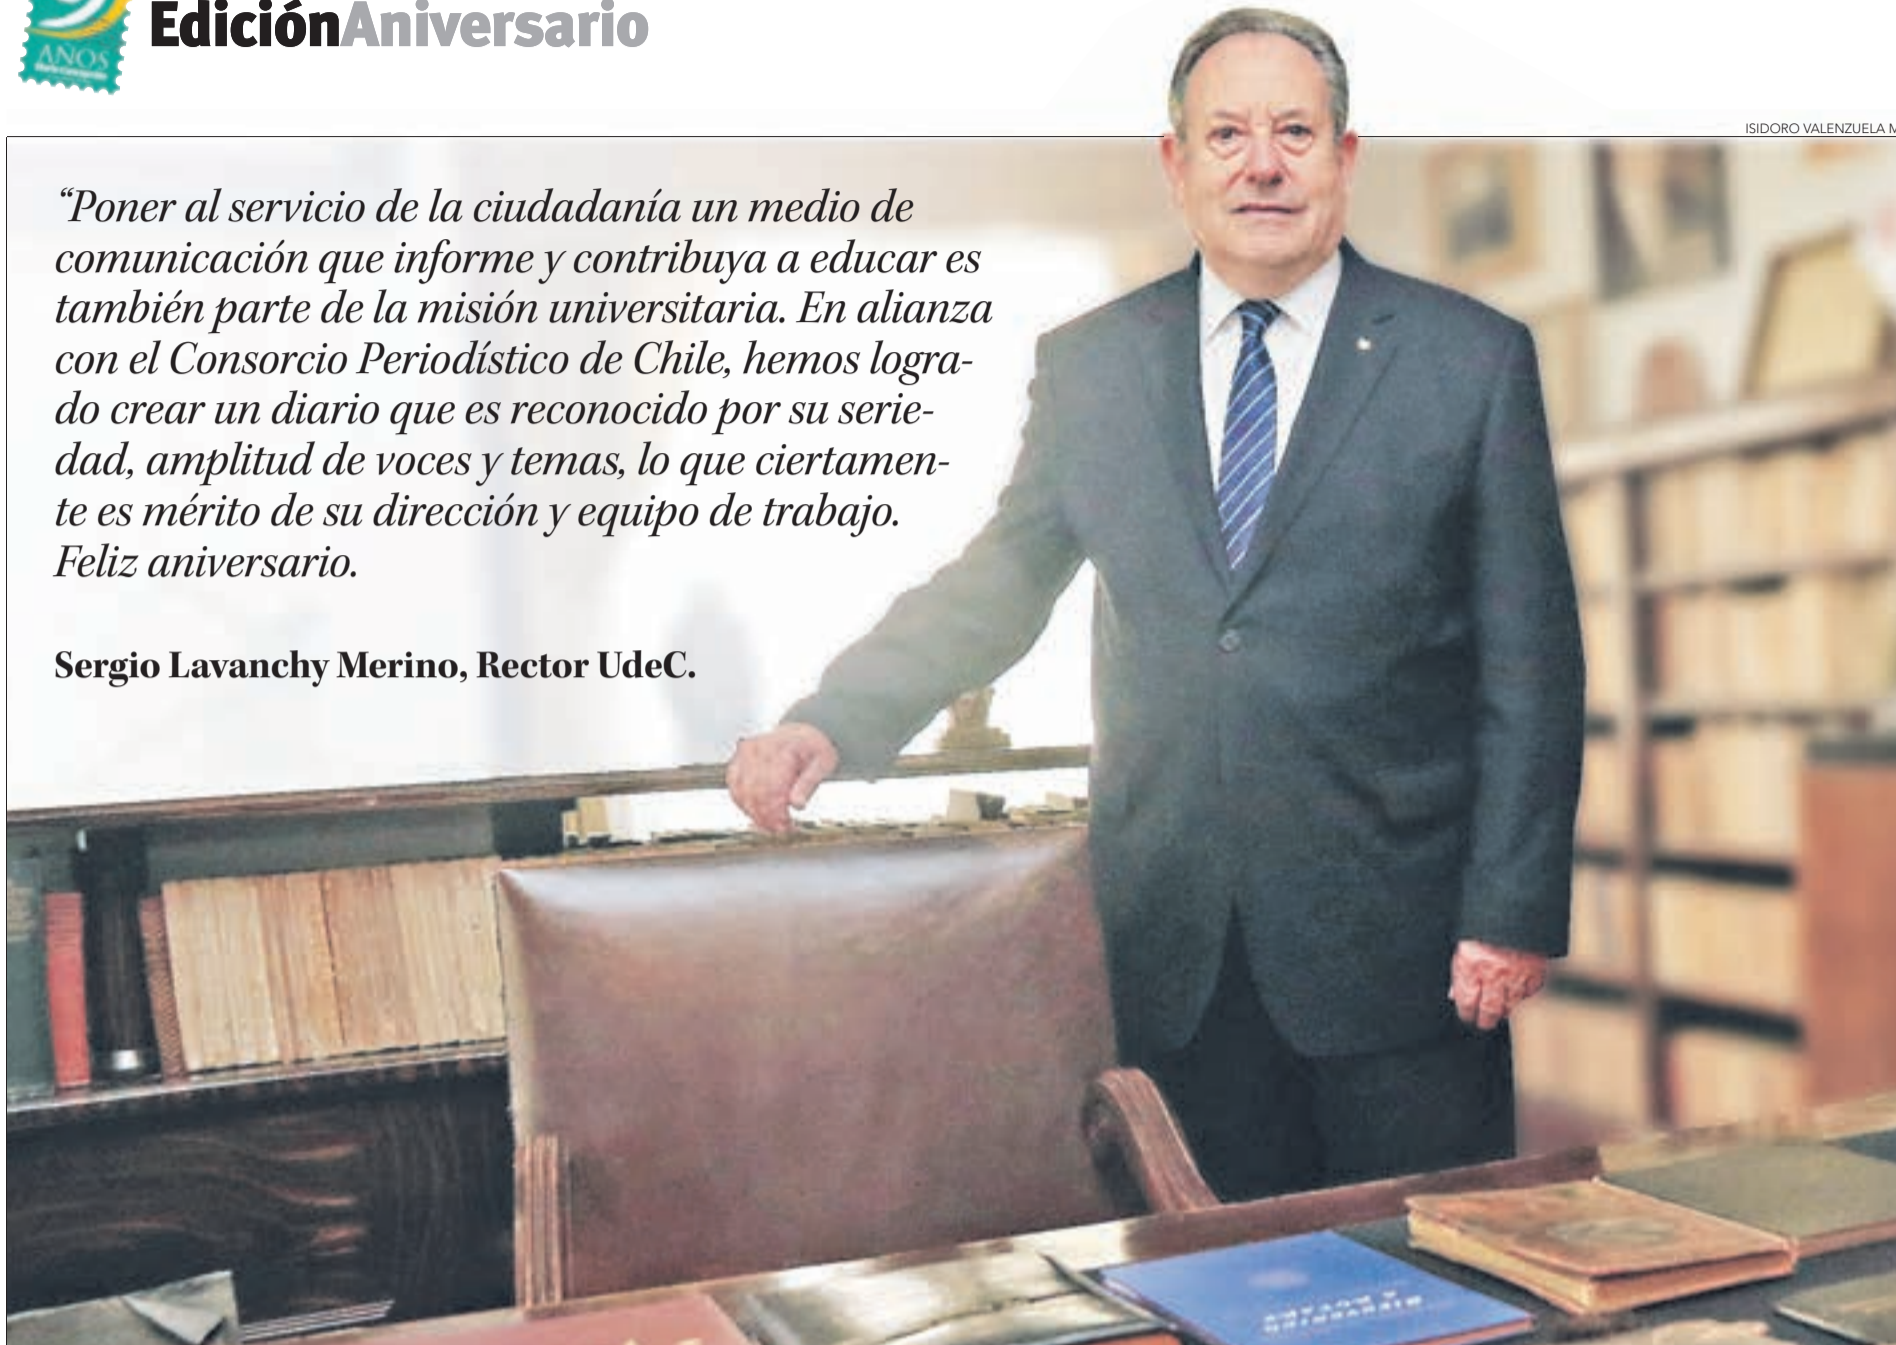 AÑOS
Diario Concepción
EdiciónAniversario
ISIDORO VALENZUELA M
“Poner al servicio de la ciudadanía un medio de
comunicación que informe y contribuya a educar es
también parte de la misión universitaria. En alianza
con el Consorcio Periodístico de Chile, hemos logra-
do crear un diario que es reconocido por su serie-
dad, amplitud de voces y temas, lo que ciertamen-
te es mérito de su dirección y equipo de trabajo.
Feliz aniversario.
Sergio Lavanchy Merino, Rector UdeC.